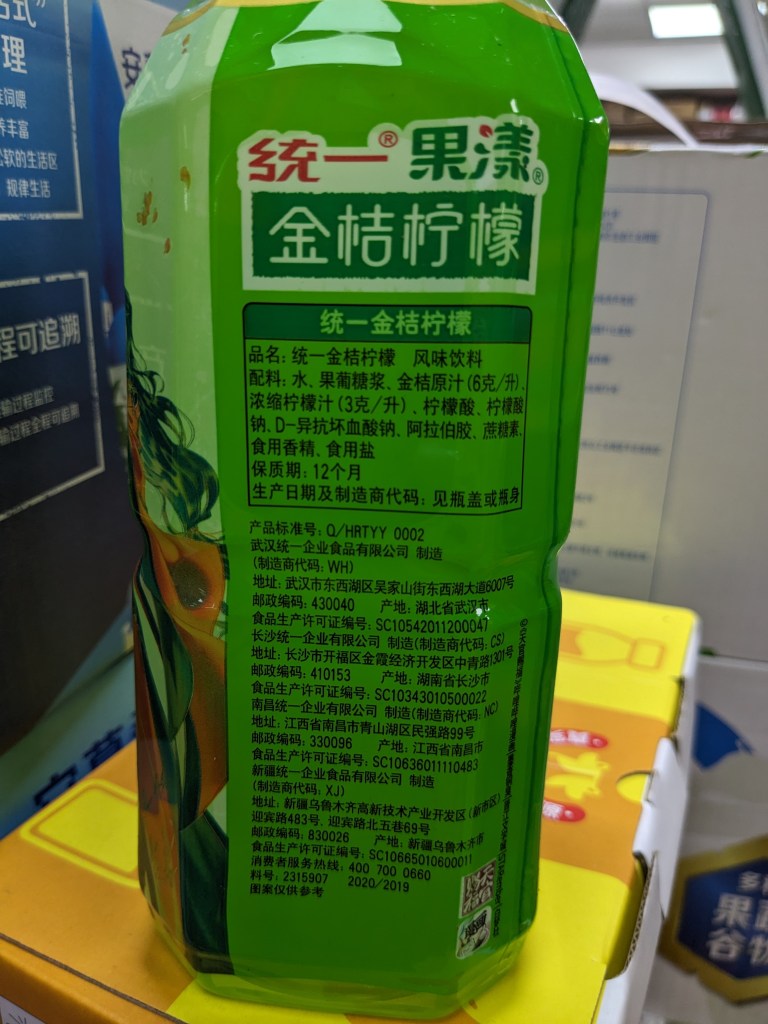 理
规律生活
程可追溯
统一® 果漾®
金桔柠檬
统一金桔柠檬
品名: 统一金桔柠檬 风味饮料
配料: 水、果葡糖浆、金桔原汁(6克/升)、
浓缩柠檬汁(3克/升)、柠檬酸、柠檬酸
钠、D-异抗坏血酸钠、阿拉伯胶、蔗糖素、
食用香精、食用盐
保质期: 12个月
生产日期及制造商代码: 见瓶盖或瓶身
产品标准号: Q/HRTYY 0002
武汉统一企业食品有限公司 制造
(制造商代码: WH)
地址: 武汉市东西湖区吴家山街东西湖大道6007号
邮政编码: 430040 产地: 湖北省武汉市
食品生产许可证编号: SC10542011200047
长沙统一企业有限公司 制造(制造商代码: CS)
地址: 长沙市开福区金霞经济开发区中青路1301号
邮政编码: 410153 产地: 湖南省长沙市
食品生产许可证编号: SC10343010500022
南昌统一企业有限公司 制造(制造商代码: NC)
地址: 江西省南昌市青山湖区民强路99号
邮政编码: 330096 产地: 江西省南昌市
食品生产许可证编号: SC10636011110483
新疆统一企业食品有限公司 制造
(制造商代码: XJ)
地址: 新疆乌鲁木齐高新技术产业开发区(新市区)
迎宾路483号、迎宾路北五巷69号
邮政编码: 830026 产地: 新疆乌鲁木齐市
食品生产许可证编号: SC10665010600011
消费者服务热线: 400 700 0660
料号: 2315907 2020/2019
图案仅供参考
果蔬
谷物